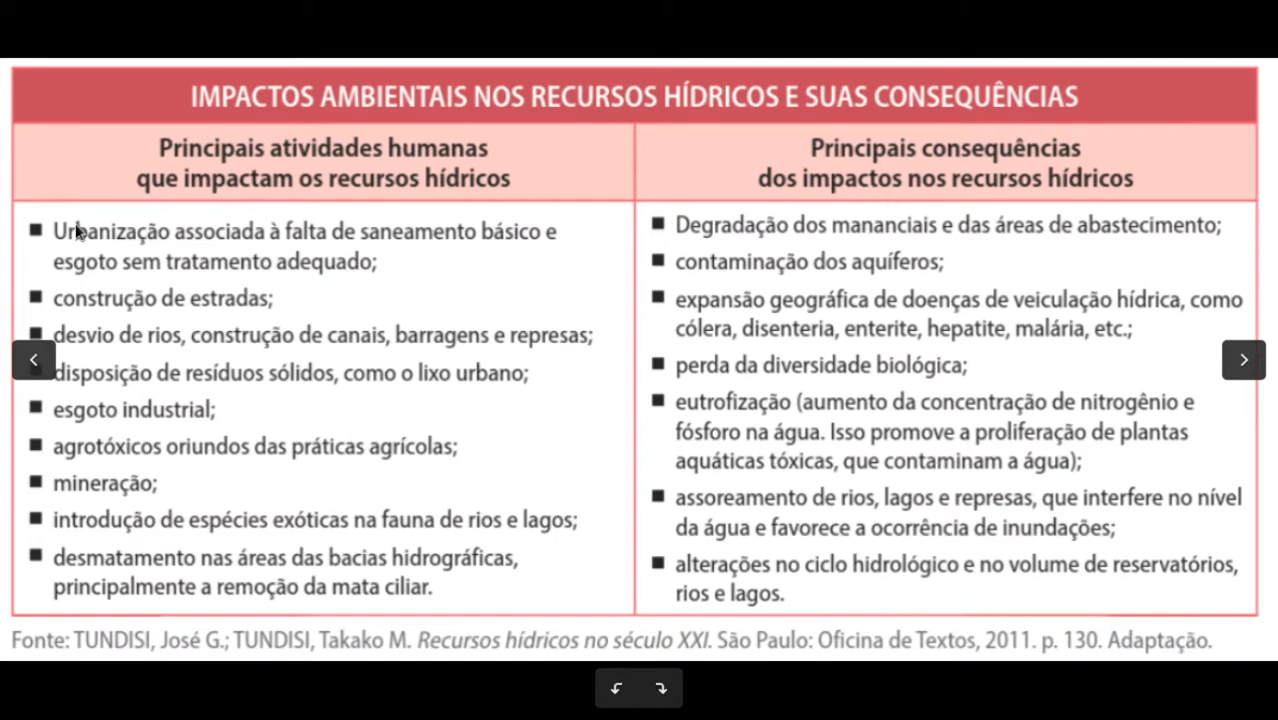 IMPACTOS AMBIENTAIS NOS RECURSOS HÍDRICOS E SUAS CONSEQUÊNCIAS
Principais atividades humanas
que impactam os recursos hídricos
Urbanização associada à falta de saneamento básico e
esgoto sem tratamento adequado;
construção de estradas;
desvio de rios, construção de canais, barragens e represas;
disposição de resíduos sólidos, como o lixo urbano;
esgoto industrial;
agrotóxicos oriundos das práticas agrícolas;
mineração;
introdução de espécies exóticas na fauna de rios e lagos;
desmatamento nas áreas das bacias hidrográficas,
principalmente a remoção da mata ciliar.
Principais consequências
dos impactos nos recursos hídricos
Degradação dos mananciais e das áreas de abastecimento;
contaminação dos aquíferos;
expansão geográfica de doenças de veiculação hídrica, como
cólera, disenteria, enterite, hepatite, malária, etc.;
perda da diversidade biológica;
eutrofização (aumento da concentração de nitrogênio e
fósforo na água. Isso promove a proliferação de plantas
aquáticas tóxicas, que contaminam a água);
assoreamento de rios, lagos e represas, que interfere no nível
da água e favorece a ocorrência de inundações;
alterações no ciclo hidrológico e no volume de reservatórios,
rios e lagos.
Fonte: TUNDISI, José G.; TUNDISI, Takako M. Recursos hídricos no século XXI. São Paulo: Oficina de Textos, 2011. p. 130. Adaptação.